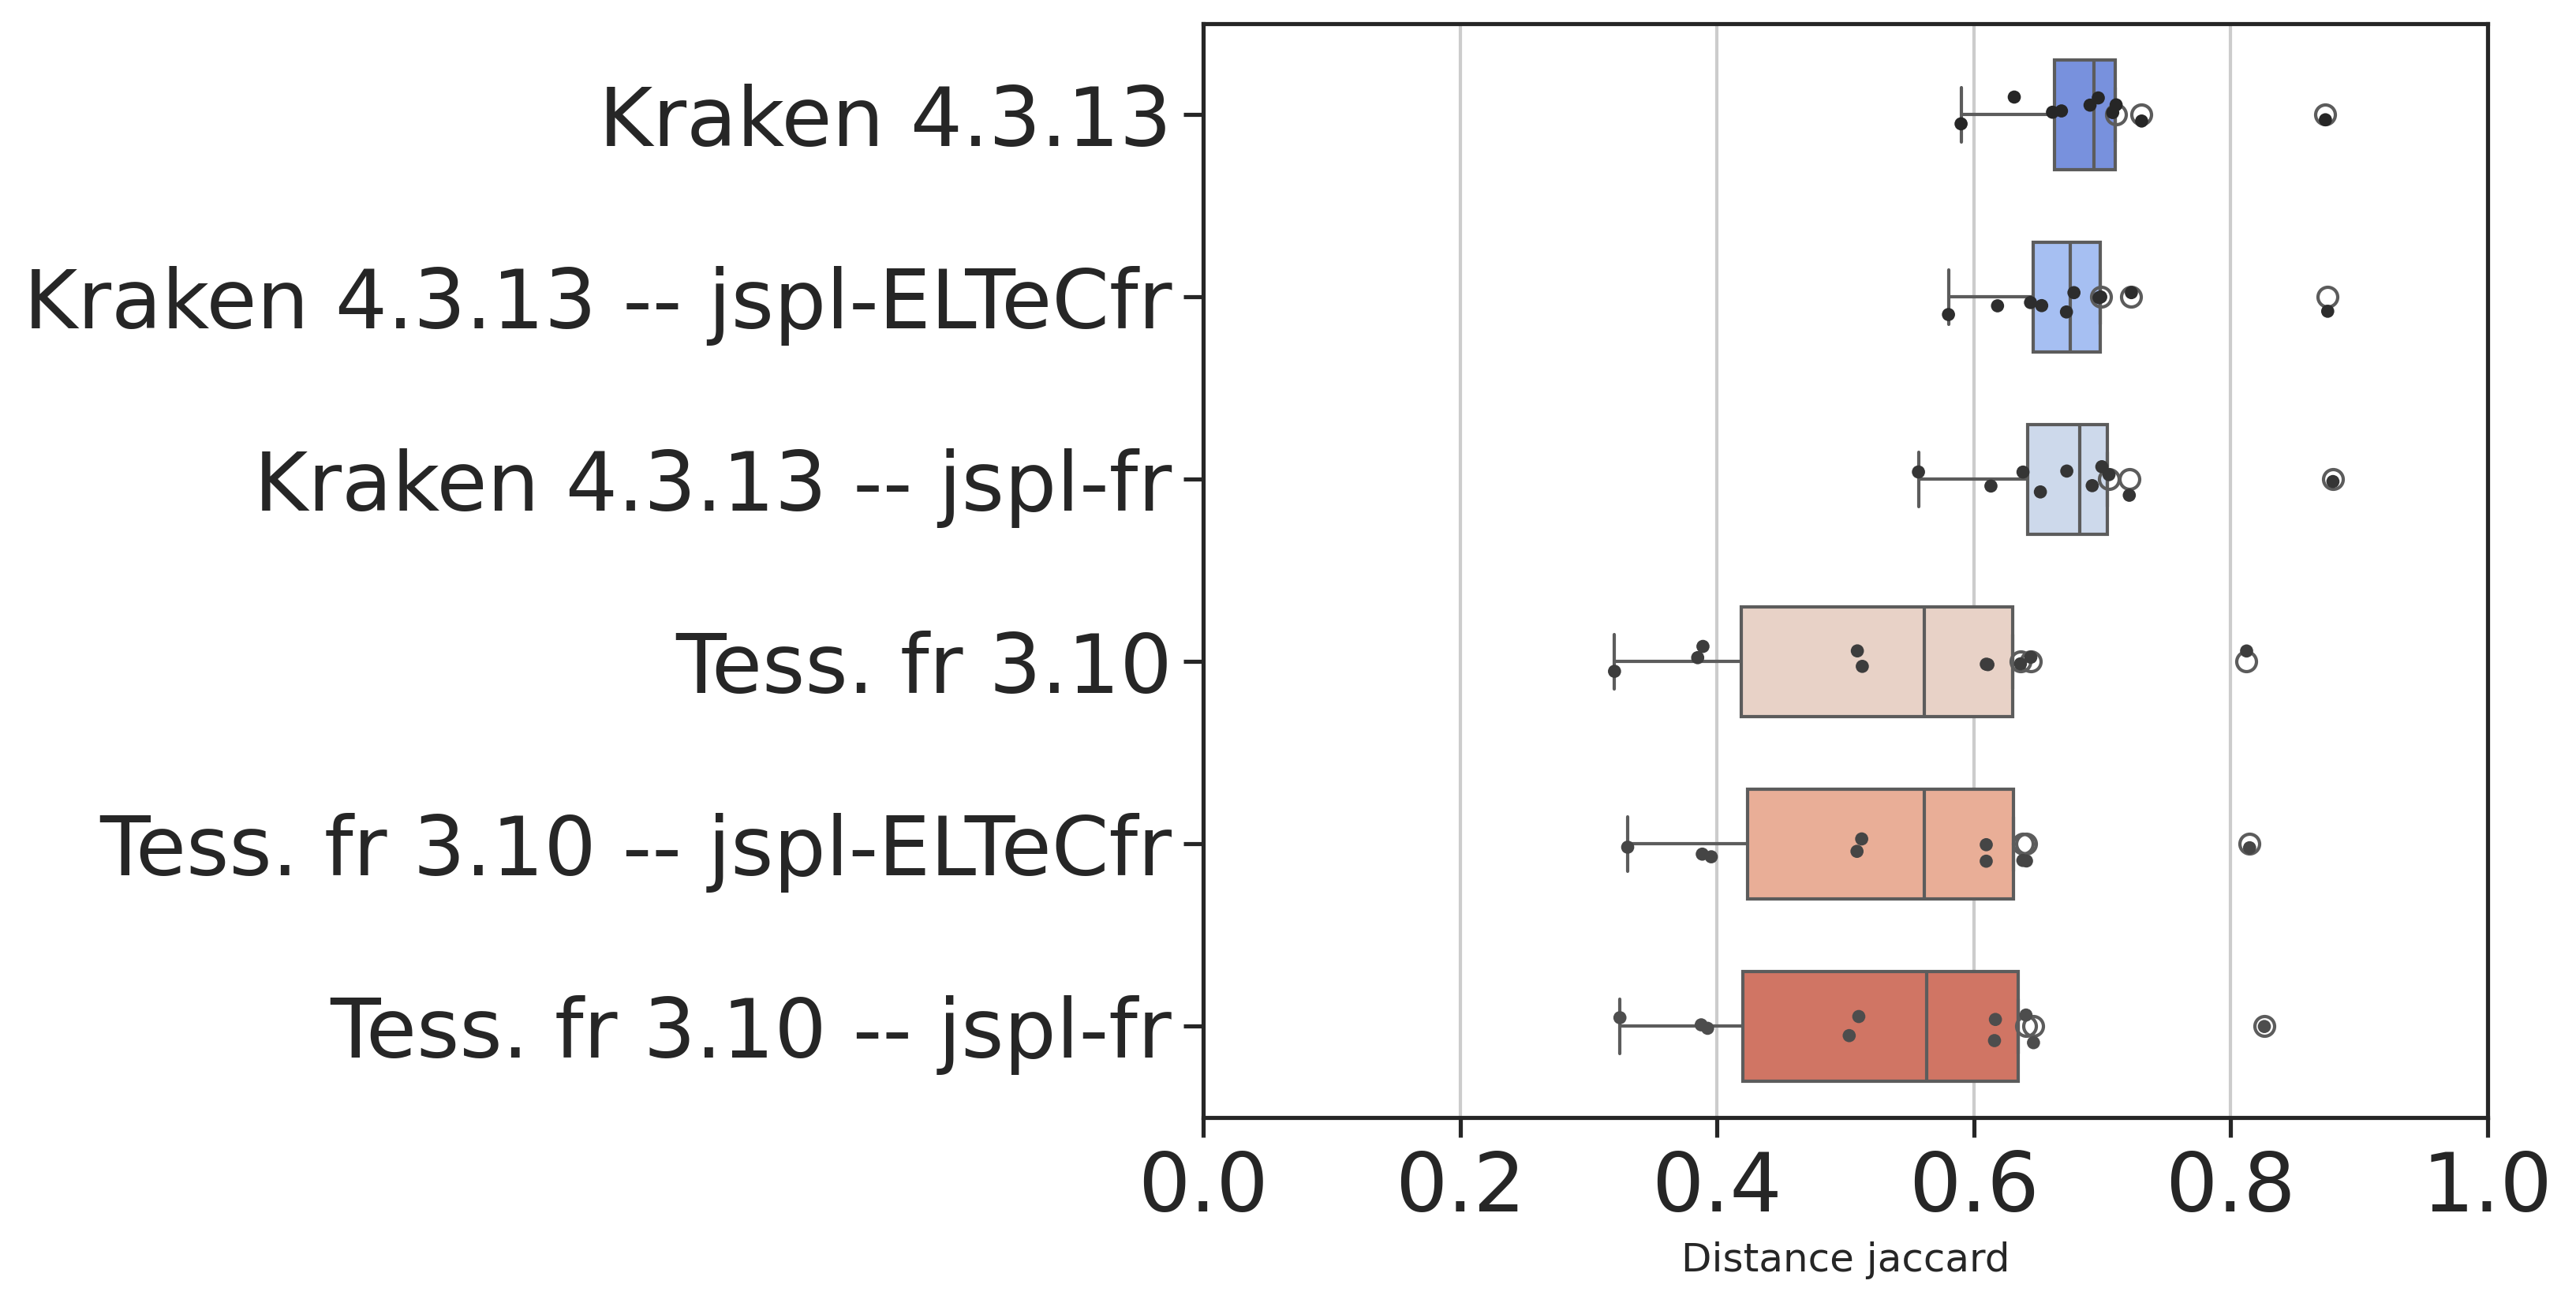 Kraken 4.3.13
Kraken 4.3.13 -- jspl-ELTeCfr
Kraken 4.3.13 -- jspl-fr
Tess. fr 3.10
Tess. fr 3.10 -- jspl-ELTeCfr
Tess. fr 3.10 -- jspl-fr
0.0 0.2 0.4 0.6 0.8 1.0
Distance jaccard